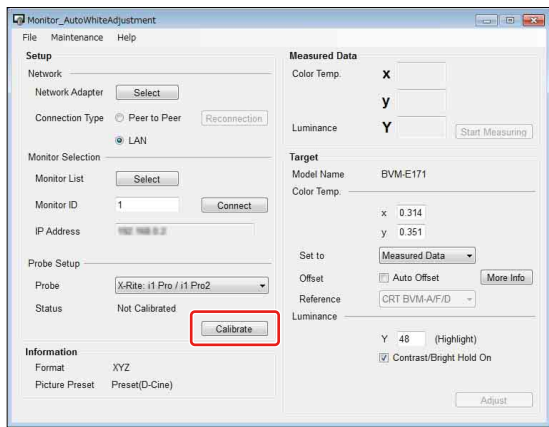 Monitor_AutoWhiteAdjustment
File Maintenance Help
Setup
Network
Network Adapter Select
Connection Type Peer to Peer Reconnection
LAN
Monitor Selection
Monitor List Select
Monitor ID 1 Connect
IP Address
Probe Setup
Probe X-Rite: i1 Pro / i1 Pro2
Status Not Calibrated
Calibrate
Information
Format XYZ
Picture Preset Preset(D-Cine)
Measured Data
Color Temp. x
y
Luminance Y Start Measuring
Target
Model Name BVM-E171
Color Temp.
x 0.314
y 0.351
Set to Measured Data
Offset Auto Offset More Info
Reference CRT BVM-A/F/D
Luminance
Y 48 (Highlight)
Contrast/Bright Hold On
Adjust